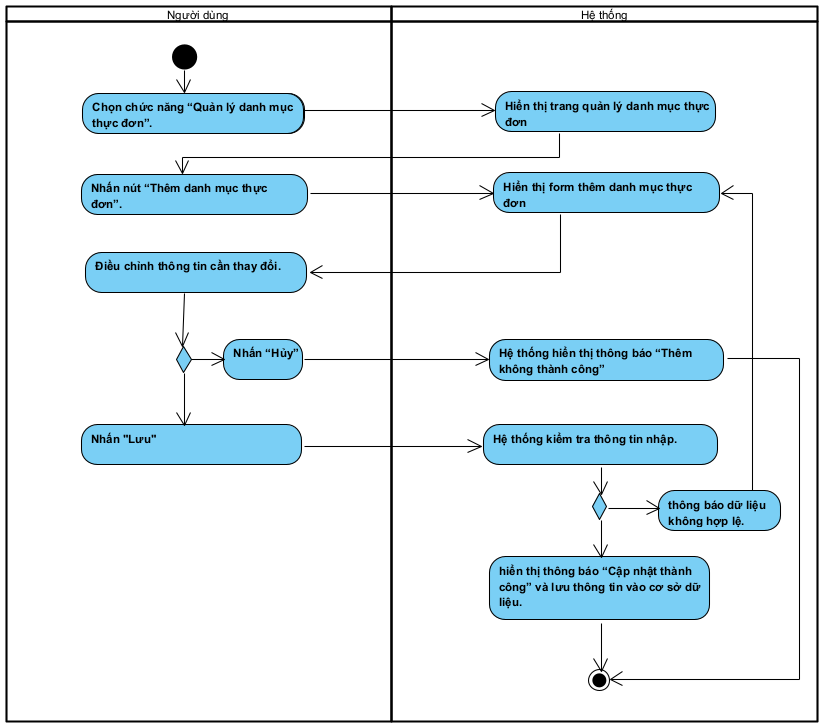 Người dùng
Hệ thống
Chọn chức năng “Quản lý danh mục
thực đơn”.
Hiển thị trang quản lý danh mục thực
đơn
Nhấn nút “Thêm danh mục thực
đơn”.
Hiển thị form thêm danh mục thực
đơn
Điều chỉnh thông tin cần thay đổi.
Nhấn “Hủy”
Hệ thống hiển thị thông báo “Thêm
không thành công”
Nhấn "Lưu"
Hệ thống kiểm tra thông tin nhập.
thông báo dữ liệu
không hợp lệ.
hiển thị thông báo “Cập nhật thành
công” và lưu thông tin vào cơ sở dữ
liệu.